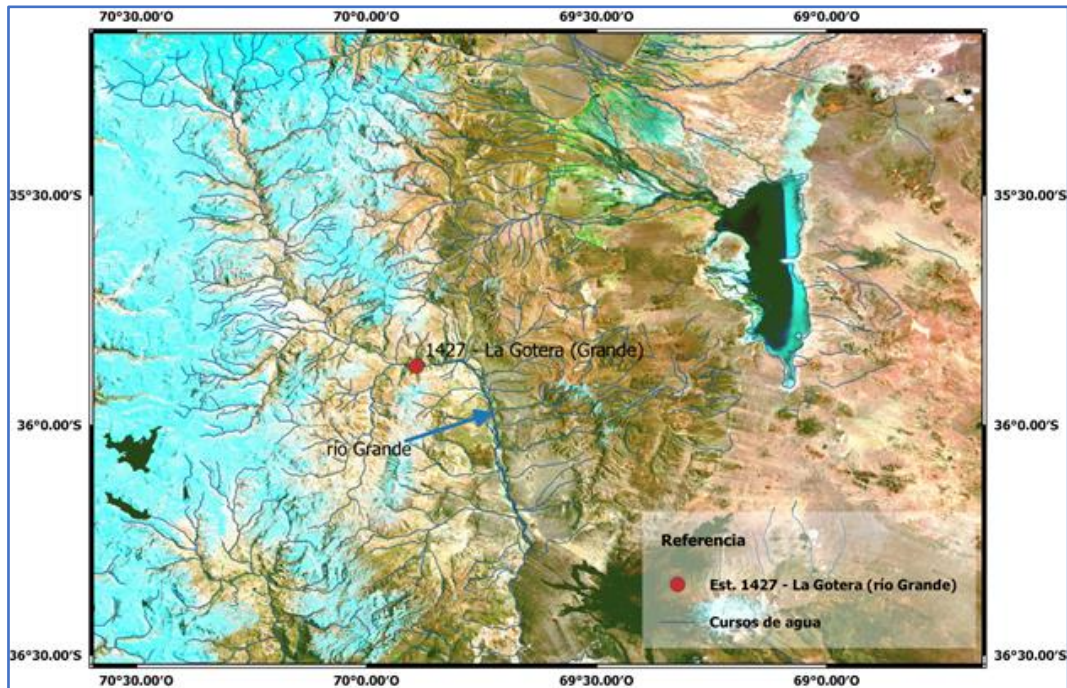 70°30.00'S 70°0.00'S 69°30.00'S 69°0.00'S
35°30.00'S 35°30.00'S
1427 - La Gotera (Grande)
36°0.00'S 36°0.00'S
río Grande
Referencia
Est. 1427 - La Gotera (río Grande)
Cursos de agua
36°30.00'S 36°30.00'S
70°30.00'S 70°0.00'S 69°30.00'S 69°0.00'S